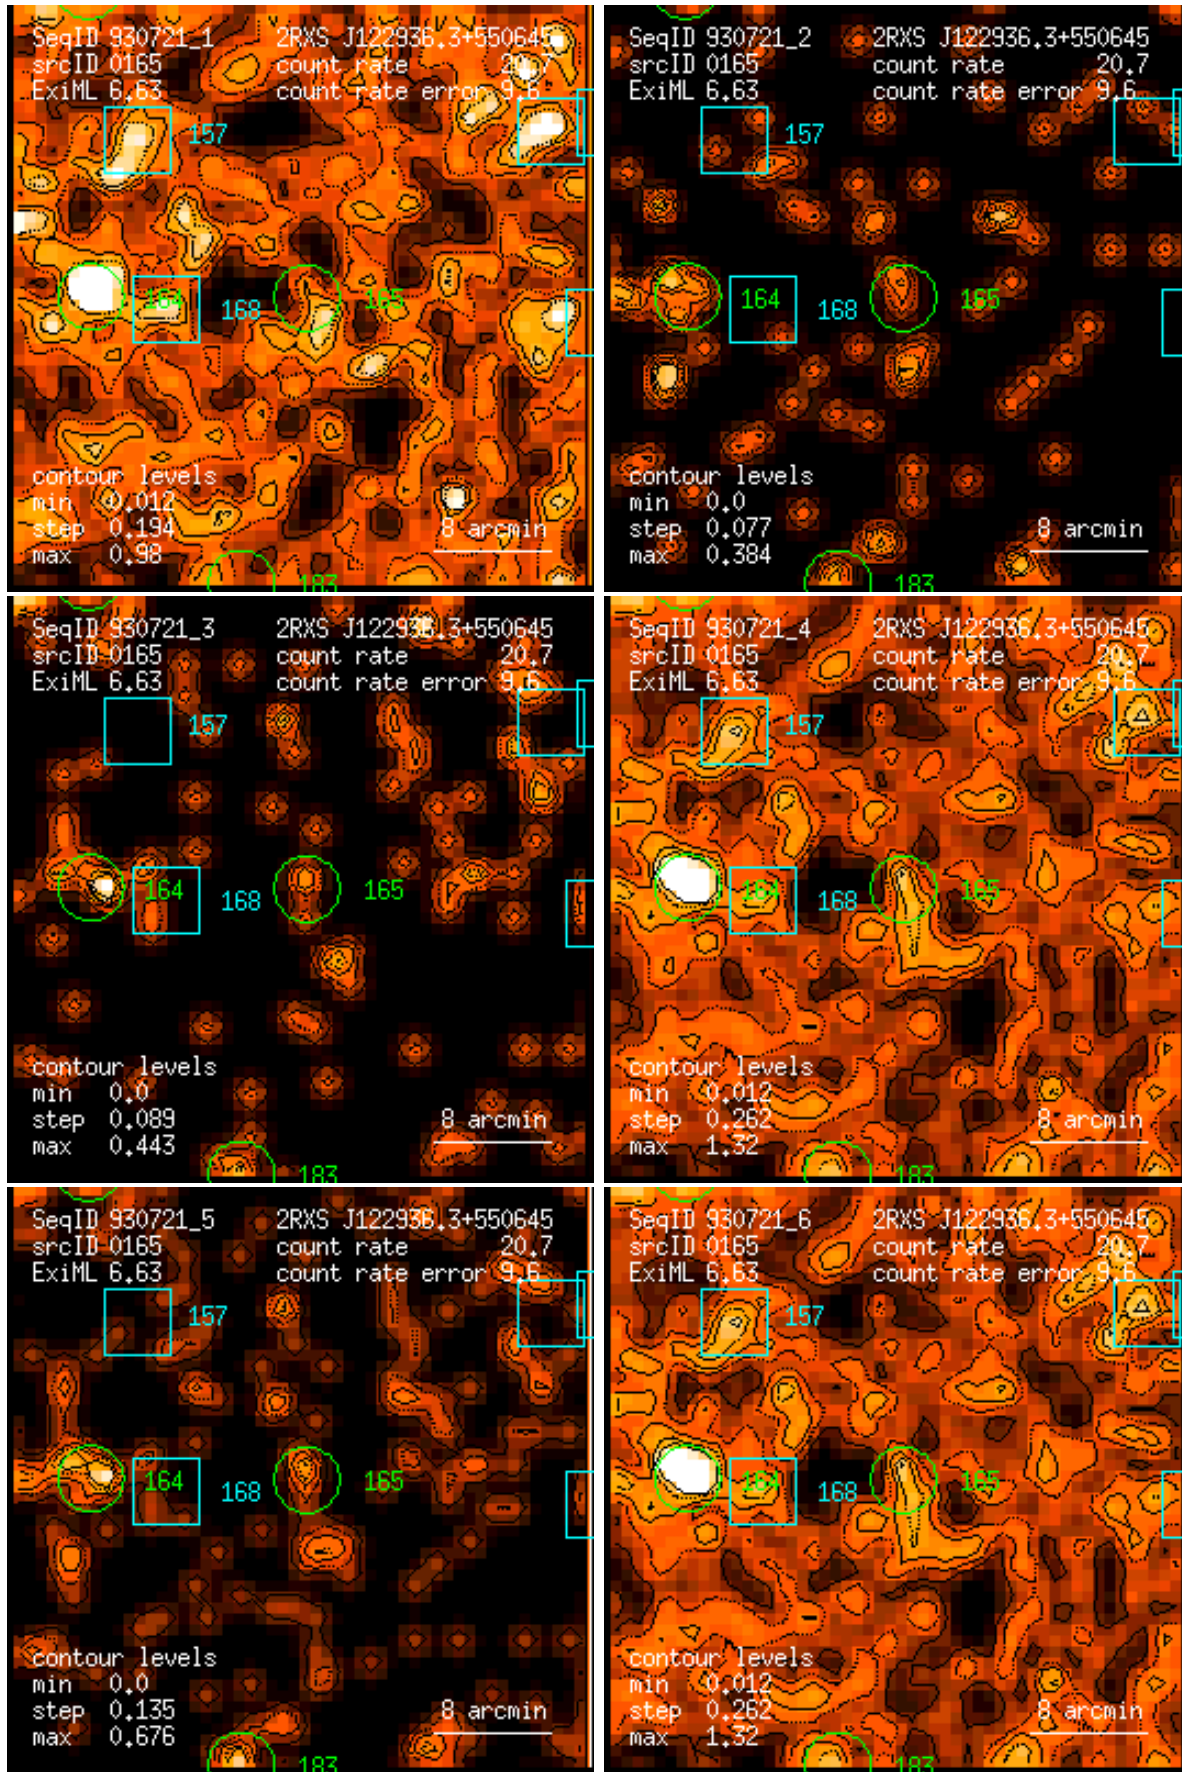 SeqID 930721_1 2RXS J122936.3+550645
srcID 0165 count rate 20.7
ExiML 6.63 count rate error 9.6
157
164 168 165
contour levels
min 0.012
step 0.194 8 arcmin
max 0.98
183
SeqID 930721_2 2RXS J122936.3+550645
srcID 0165 count rate 20.7
ExiML 6.63 count rate error 9.6
157
164 168 165
contour levels
min 0.0
step 0.077 8 arcmin
max 0.384
183
SeqID 930721_3 2RXS J122936.3+550645
srcID 0165 count rate 20.7
ExiML 6.63 count rate error 9.6
157
164 168 165
contour levels
min 0.0
step 0.089 8 arcmin
max 0.443
183
SeqID 930721_4 2RXS J122936.3+550645
srcID 0165 count rate 20.7
ExiML 6.63 count rate error 9.6
157
164 168 165
contour levels
min 0.012
step 0.262 8 arcmin
max 1.32
183
SeqID 930721_5 2RXS J122936.3+550645
srcID 0165 count rate 20.7
ExiML 6.63 count rate error 9.6
157
164 168 165
contour levels
min 0.0
step 0.135 8 arcmin
max 0.676
183
SeqID 930721_6 2RXS J122936.3+550645
srcID 0165 count rate 20.7
ExiML 6.63 count rate error 9.6
157
164 168 165
contour levels
min 0.012
step 0.262 8 arcmin
max 1.32
183